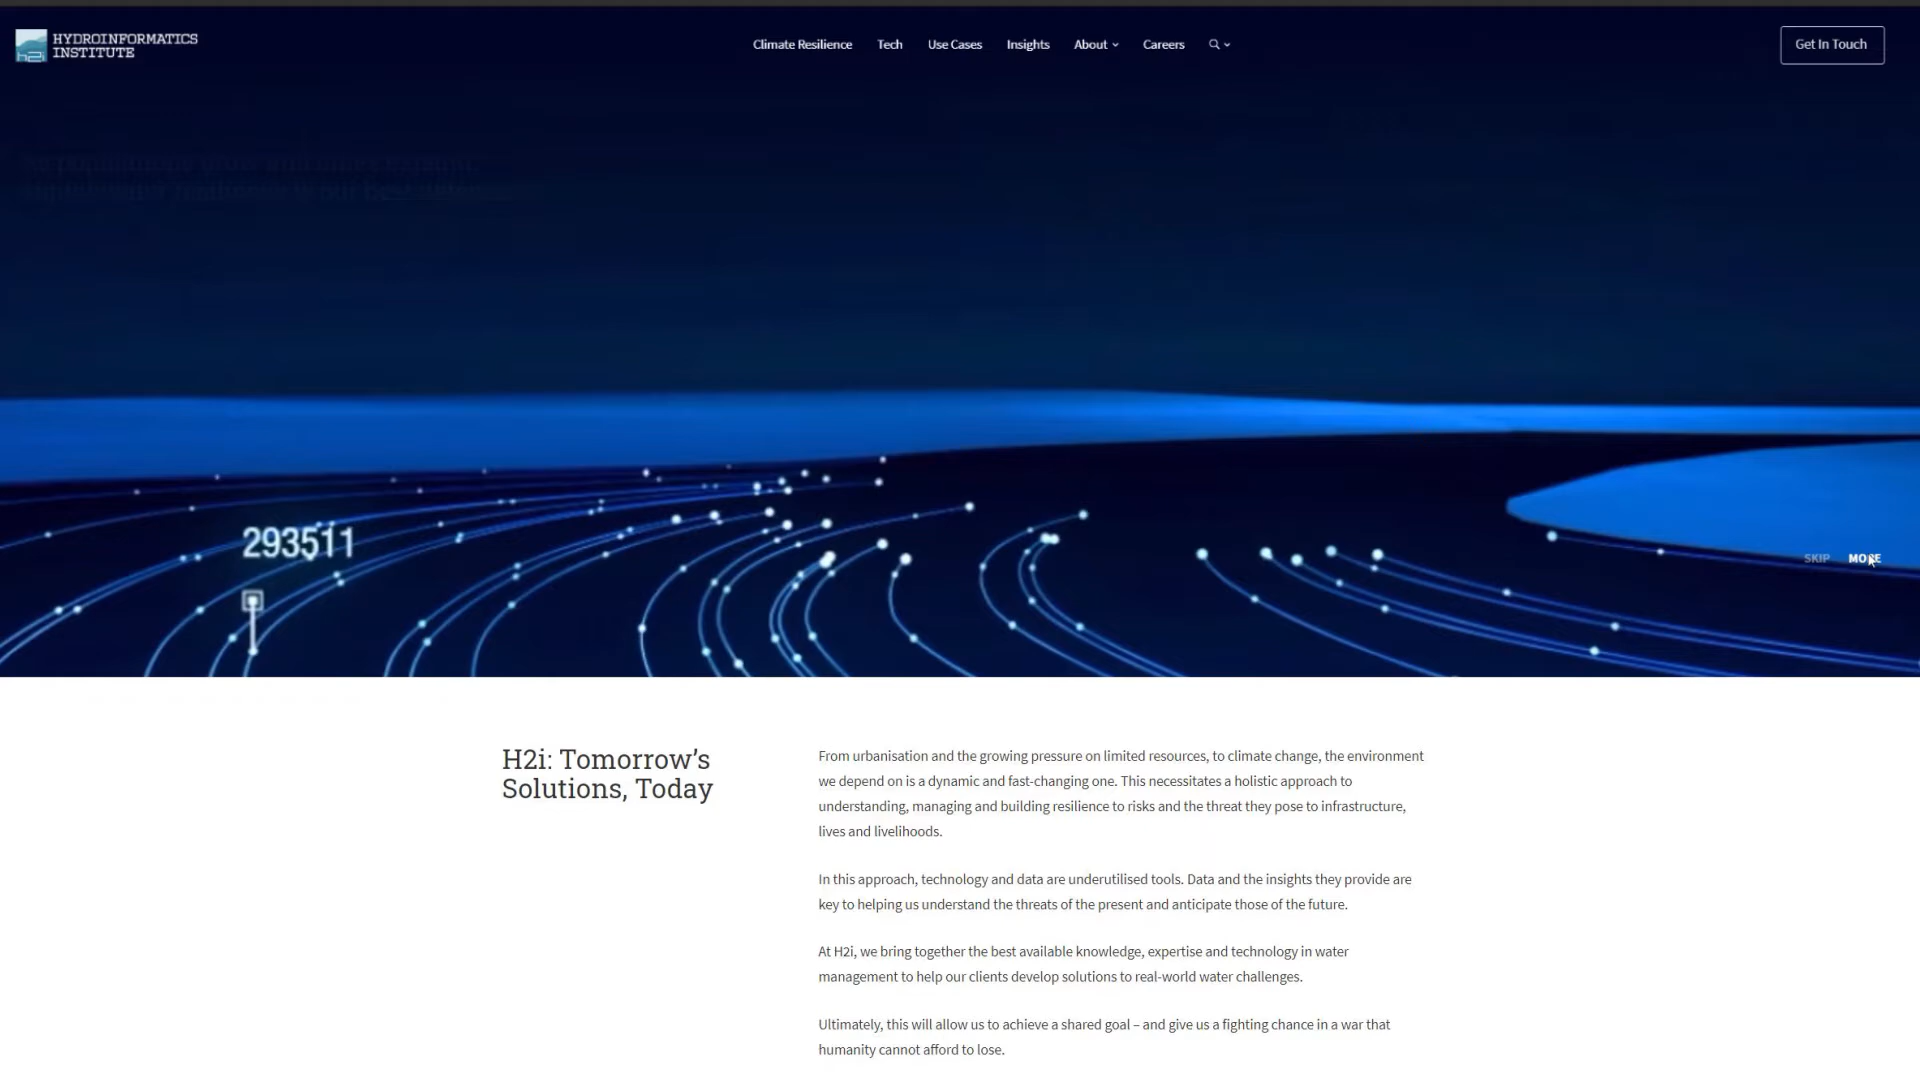 HYDROINFORMATICS
INSTITUTE
Climate Resilience
Tech
Use Cases
Insights
About
Careers
Get In Touch
293511
SKIP
MORE
H2i: Tomorrow’s
Solutions, Today
From urbanisation and the growing pressure on limited resources, to climate change, the environment
we depend on is a dynamic and fast-changing one. This necessitates a holistic approach to
understanding, managing and building resilience to risks and the threat they pose to infrastructure,
lives and livelihoods.
In this approach, technology and data are underutilised tools. Data and the insights they provide are
key to helping us understand the threats of the present and anticipate those of the future.
At H2i, we bring together the best available knowledge, expertise and technology in water
management to help our clients develop solutions to real-world water challenges.
Ultimately, this will allow us to achieve a shared goal – and give us a fighting chance in a war that
humanity cannot afford to lose.